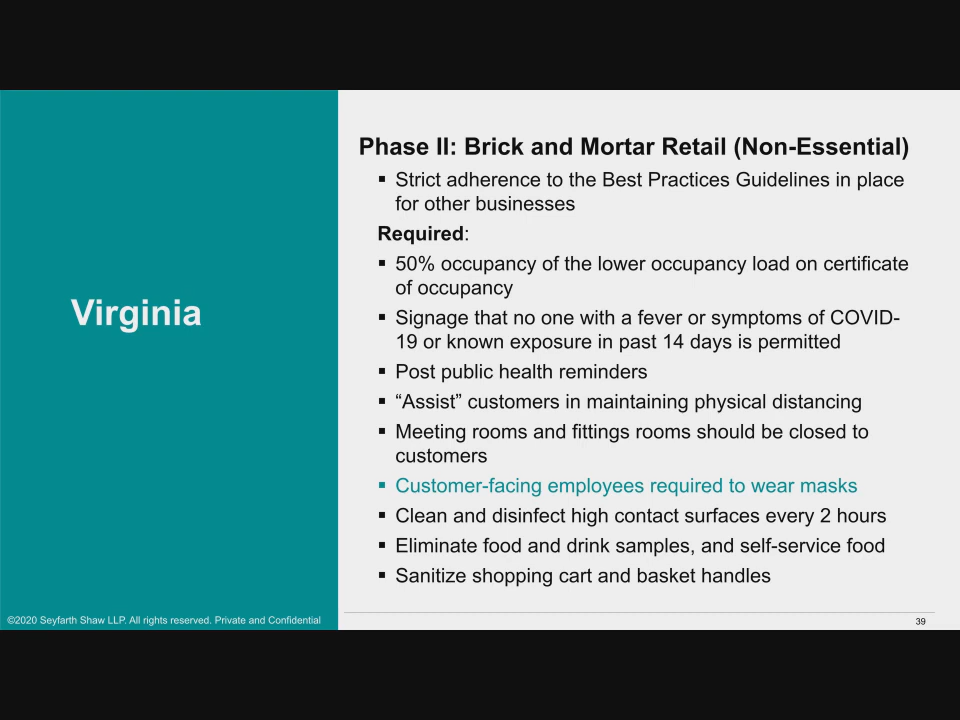 Virginia
Phase II: Brick and Mortar Retail (Non-Essential)
▪ Strict adherence to the Best Practices Guidelines in place
for other businesses
Required:
▪ 50% occupancy of the lower occupancy load on certificate
of occupancy
▪ Signage that no one with a fever or symptoms of COVID-
19 or known exposure in past 14 days is permitted
▪ Post public health reminders
▪ “Assist” customers in maintaining physical distancing
▪ Meeting rooms and fittings rooms should be closed to
customers
▪ Customer-facing employees required to wear masks
▪ Clean and disinfect high contact surfaces every 2 hours
▪ Eliminate food and drink samples, and self-service food
▪ Sanitize shopping cart and basket handles
©2020 Seyfarth Shaw LLP. All rights reserved. Private and Confidential
39